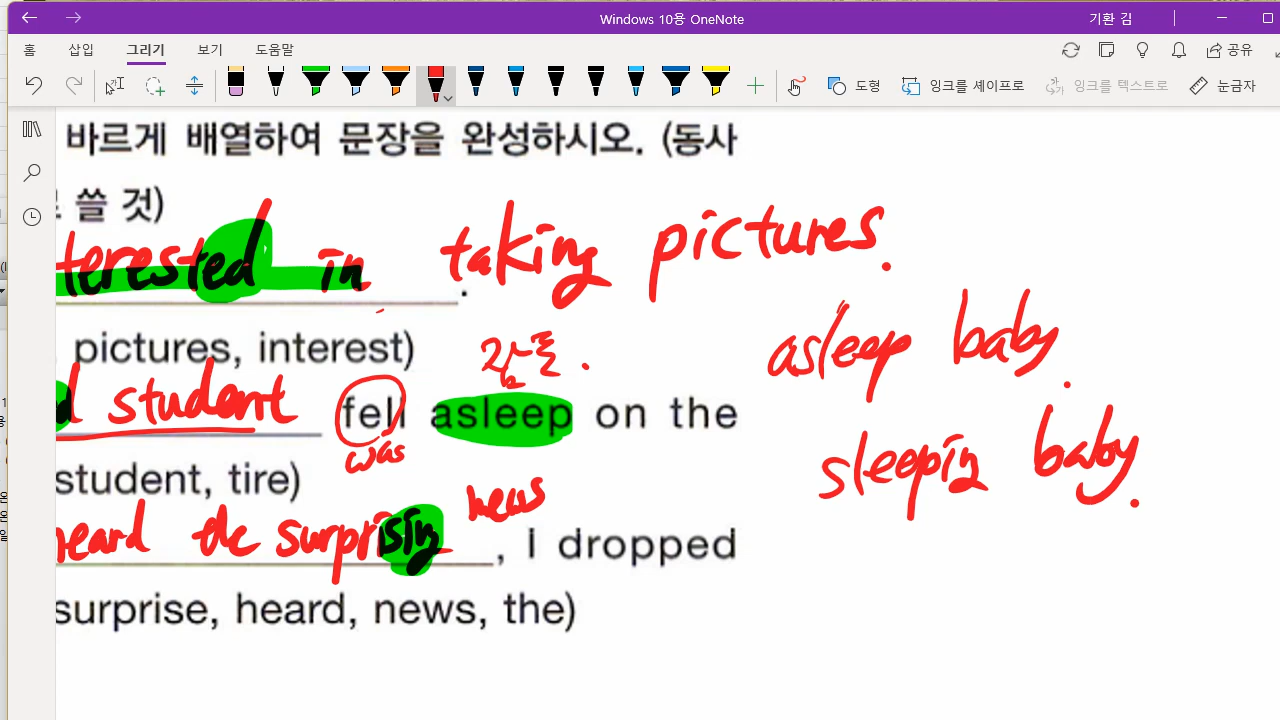 Windows 10용 OneNote
기환 김
홈 삽입 그리기 보기 도움말 공유
도형 잉크를 셰이프로 잉크를 텍스트로 눈금자
바르게 배열하여 문장을 완성하시오. (동사
쓸 것)
terested in taking pictures.
pictures, interest)
잠든.
asleep baby.
d student fell asleep on the
was
sleeping baby.
student, tire)
news
heard the surprising, I dropped
surprise, heard, news, the)